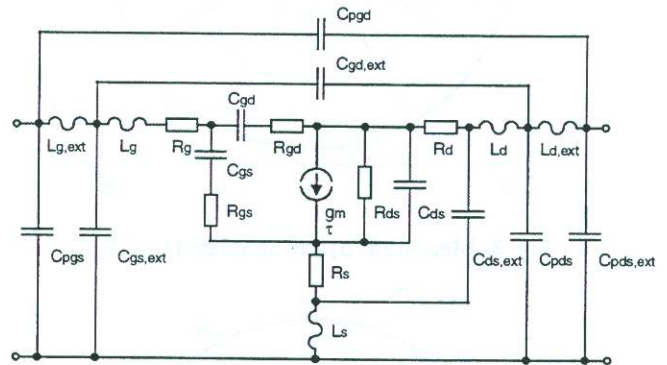 Cpgd
Cgd,ext
Cgd
Lg,ext
Lg
Rg
Rgd
Rd
Ld
Ld,ext
Cgs
Rgs
gm
τ
Rds
Cds
Cpgs
Cgs,ext
Rs
Cds,ext
Cpds
Cpds,ext
Ls